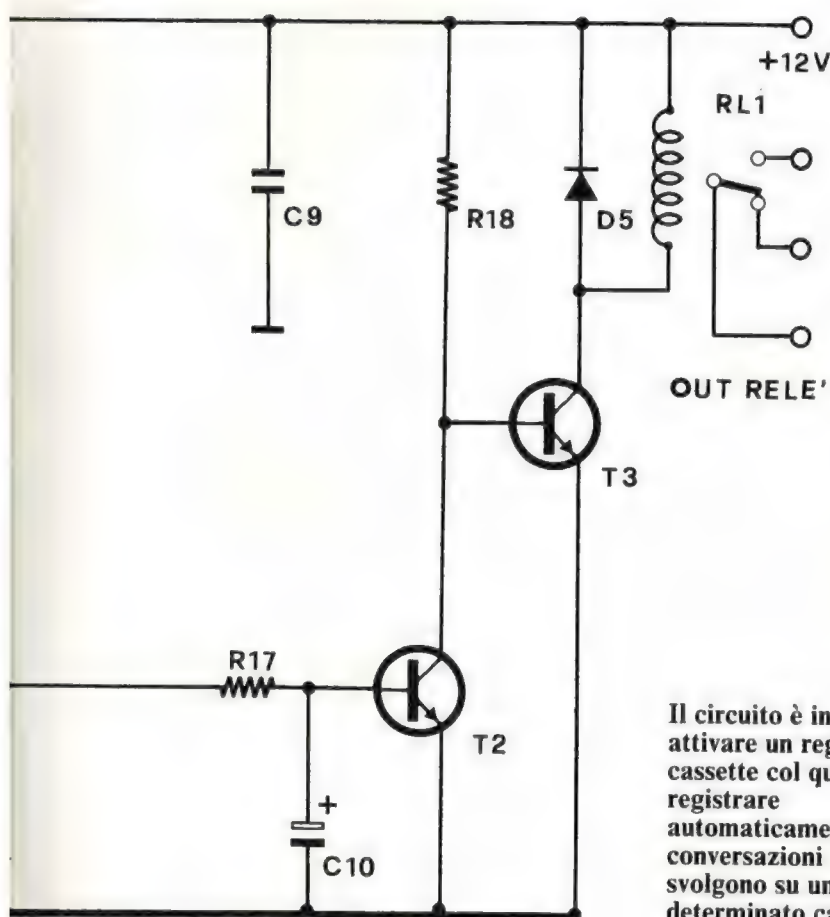 +12V
RL1
C9
R18
D5
OUT RELE'
T3
R17
T2
+
C10
Il circuito è in
attivare un reg
cassette col qu
registrare
automaticame
conversazioni
svolgono su un
determinato ca